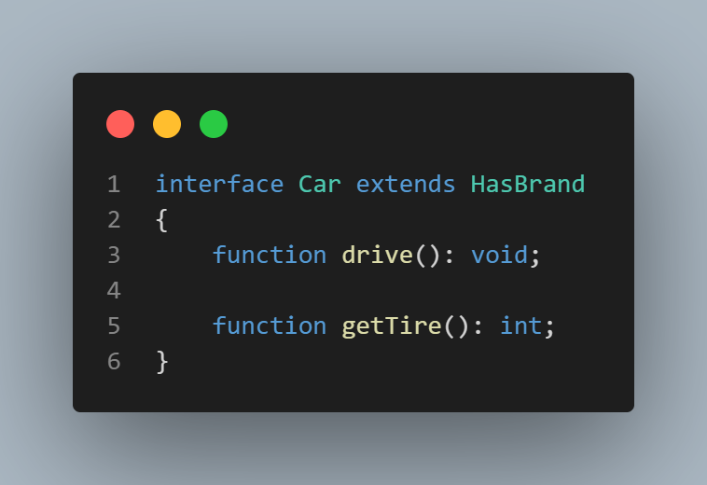 1 interface Car extends HasBrand
2 {
3     function drive(): void;
4
5     function getTire(): int;
6 }